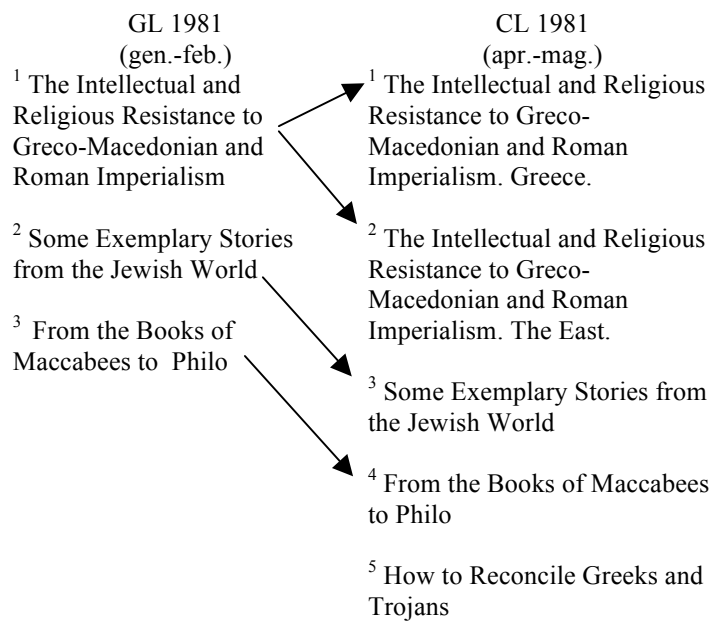 GL 1981
(gen.-feb.)
1 The Intellectual and
Religious Resistance to
Greco-Macedonian and
Roman Imperialism
2 Some Exemplary Stories
from the Jewish World
3 From the Books of
Maccabees to Philo
CL 1981
(apr.-mag.)
1 The Intellectual and Religious
Resistance to Greco-
Macedonian and Roman
Imperialism. Greece.
2 The Intellectual and Religious
Resistance to Greco-
Macedonian and Roman
Imperialism. The East.
3 Some Exemplary Stories from
the Jewish World
4 From the Books of Maccabees
to Philo
5 How to Reconcile Greeks and
Trojans